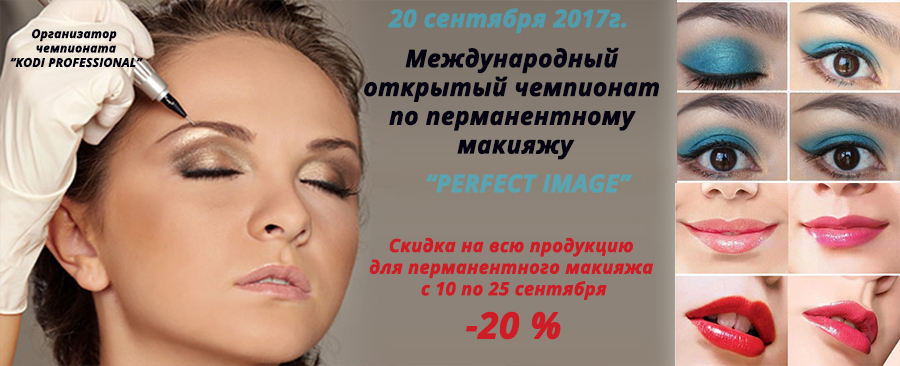 Организатор
чемпионата
“KODI PROFESSIONAL”
20 сентября 2017г.
Международный
открытый чемпионат
по перманентному
макияжу
“PERFECT IMAGE”
Скидка на всю продукцию
для перманентного макияжа
с 10 по 25 сентября
-20 %